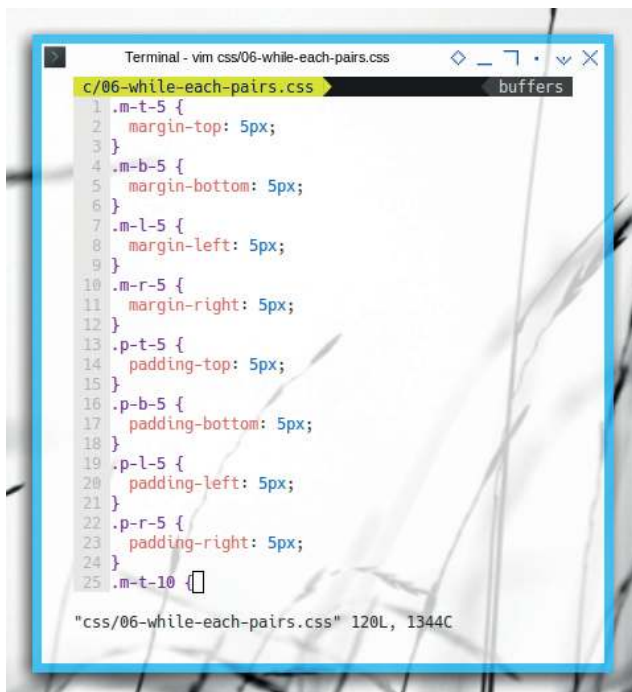 Terminal - vim css/06-while-each-pairs.css
c/06-while-each-pairs.css buffers
1 .m-t-5 {
2   margin-top: 5px;
3 }
4 .m-b-5 {
5   margin-bottom: 5px;
6 }
7 .m-l-5 {
8   margin-left: 5px;
9 }
10 .m-r-5 {
11   margin-right: 5px;
12 }
13 .p-t-5 {
14   padding-top: 5px;
15 }
16 .p-b-5 {
17   padding-bottom: 5px;
18 }
19 .p-l-5 {
20   padding-left: 5px;
21 }
22 .p-r-5 {
23   padding-right: 5px;
24 }
25 .m-t-10 {
"css/06-while-each-pairs.css" 120L, 1344C